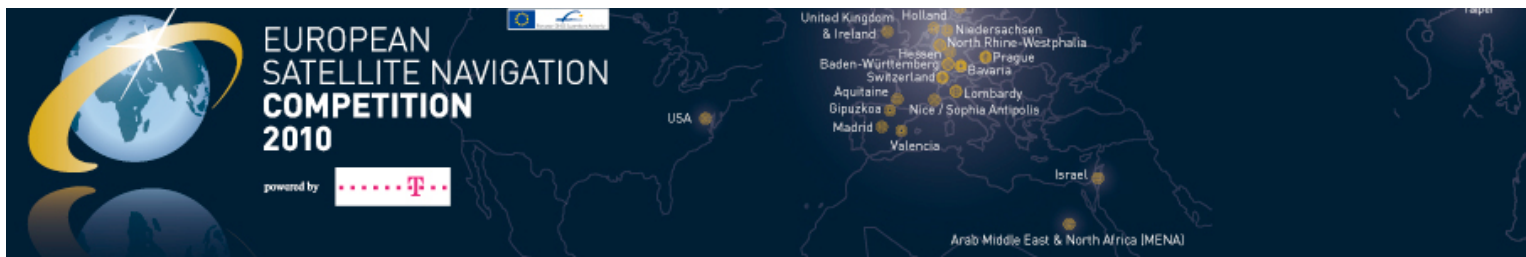 EUROPEAN
SATELLITE NAVIGATION
COMPETITION
2010
powered by
T
USA
United Kingdom
& Ireland
Holland
Niedersachsen
North Rhine-Westphalia
Hessen
Prague
Baden-Württemberg
Bavaria
Switzerland
Aquitaine
Lombardy
Gipuzkoa
Nice / Sophia Antipolis
Madrid
Valencia
Israel
Arab Middle East & North Africa (MENA)
Taipei